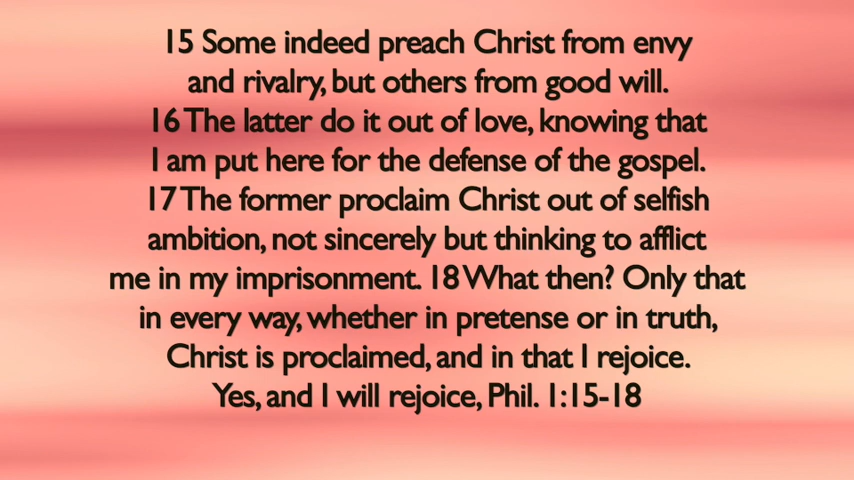 15 Some indeed preach Christ from envy
and rivalry, but others from good will.
16 The latter do it out of love, knowing that
I am put here for the defense of the gospel.
17 The former proclaim Christ out of selfish
ambition, not sincerely but thinking to afflict
me in my imprisonment. 18 What then? Only that
in every way, whether in pretense or in truth,
Christ is proclaimed, and in that I rejoice.
Yes, and I will rejoice, Phil. 1:15-18